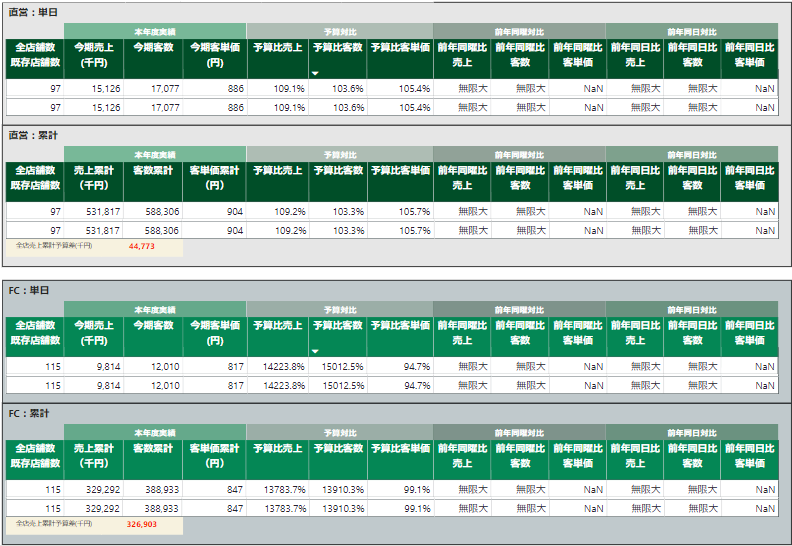 直営：単日
本年度実績 予算対比 前年同曜対比 前年同日対比
全店舗数 今期売上 今期客数 今期客単価 予算比売上 予算比客数 予算比客単価 前年同曜比 前年同曜比 前年同曜比 前年同日比 前年同日比 前年同日比
既存店舗数 (千円) (円) 売上 客数 客単価 売上 客数 客単価
97 15,126 17,077 886 109.1% 103.6% 105.4% 無限大 無限大 NaN 無限大 無限大 NaN
97 15,126 17,077 886 109.1% 103.6% 105.4% 無限大 無限大 NaN 無限大 無限大 NaN
直営：累計
本年度実績 予算対比 前年同曜対比 前年同日対比
全店舗数 売上累計 客数累計 客単価累計 予算比売上 予算比客数 予算比客単価 前年同曜比 前年同曜比 前年同曜比 前年同日比 前年同日比 前年同日比
既存店舗数 （千円） （円） 売上 客数 客単価 売上 客数 客単価
97 531,817 588,306 904 109.2% 103.3% 105.7% 無限大 無限大 NaN 無限大 無限大 NaN
97 531,817 588,306 904 109.2% 103.3% 105.7% 無限大 無限大 NaN 無限大 無限大 NaN
全店売上累計予算差(千円) 44,773
FC：単日
本年度実績 予算対比 前年同曜対比 前年同日対比
全店舗数 今期売上 今期客数 今期客単価 予算比売上 予算比客数 予算比客単価 前年同曜比 前年同曜比 前年同曜比 前年同日比 前年同日比 前年同日比
既存店舗数 (千円) (円) 売上 客数 客単価 売上 客数 客単価
115 9,814 12,010 817 14223.8% 15012.5% 94.7% 無限大 無限大 NaN 無限大 無限大 NaN
115 9,814 12,010 817 14223.8% 15012.5% 94.7% 無限大 無限大 NaN 無限大 無限大 NaN
FC：累計
本年度実績 予算対比 前年同曜対比 前年同日対比
全店舗数 売上累計 客数累計 客単価累計 予算比売上 予算比客数 予算比客単価 前年同曜比 前年同曜比 前年同曜比 前年同日比 前年同日比 前年同日比
既存店舗数 （千円） （円） 売上 客数 客単価 売上 客数 客単価
115 329,292 388,933 847 13783.7% 13910.3% 99.1% 無限大 無限大 NaN 無限大 無限大 NaN
115 329,292 388,933 847 13783.7% 13910.3% 99.1% 無限大 無限大 NaN 無限大 無限大 NaN
全店売上累計予算差(千円) 326,903